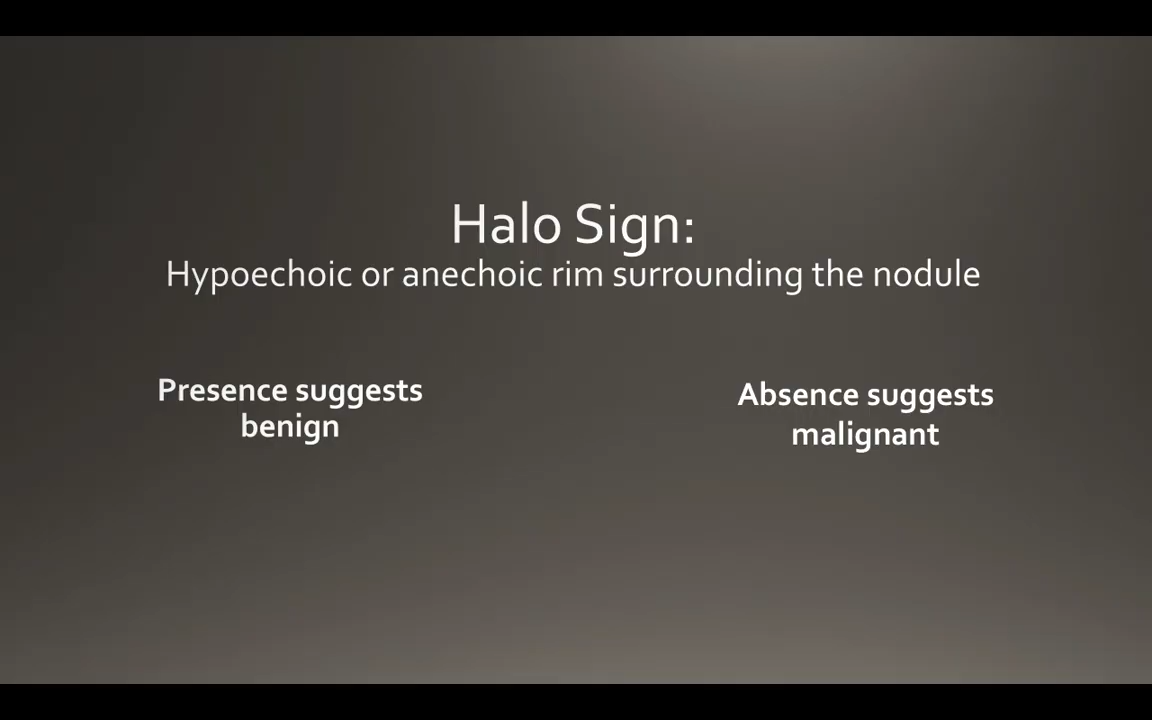 Halo Sign:
Hypoechoic or anechoic rim surrounding the nodule
Presence suggests
benign
Absence suggests
malignant